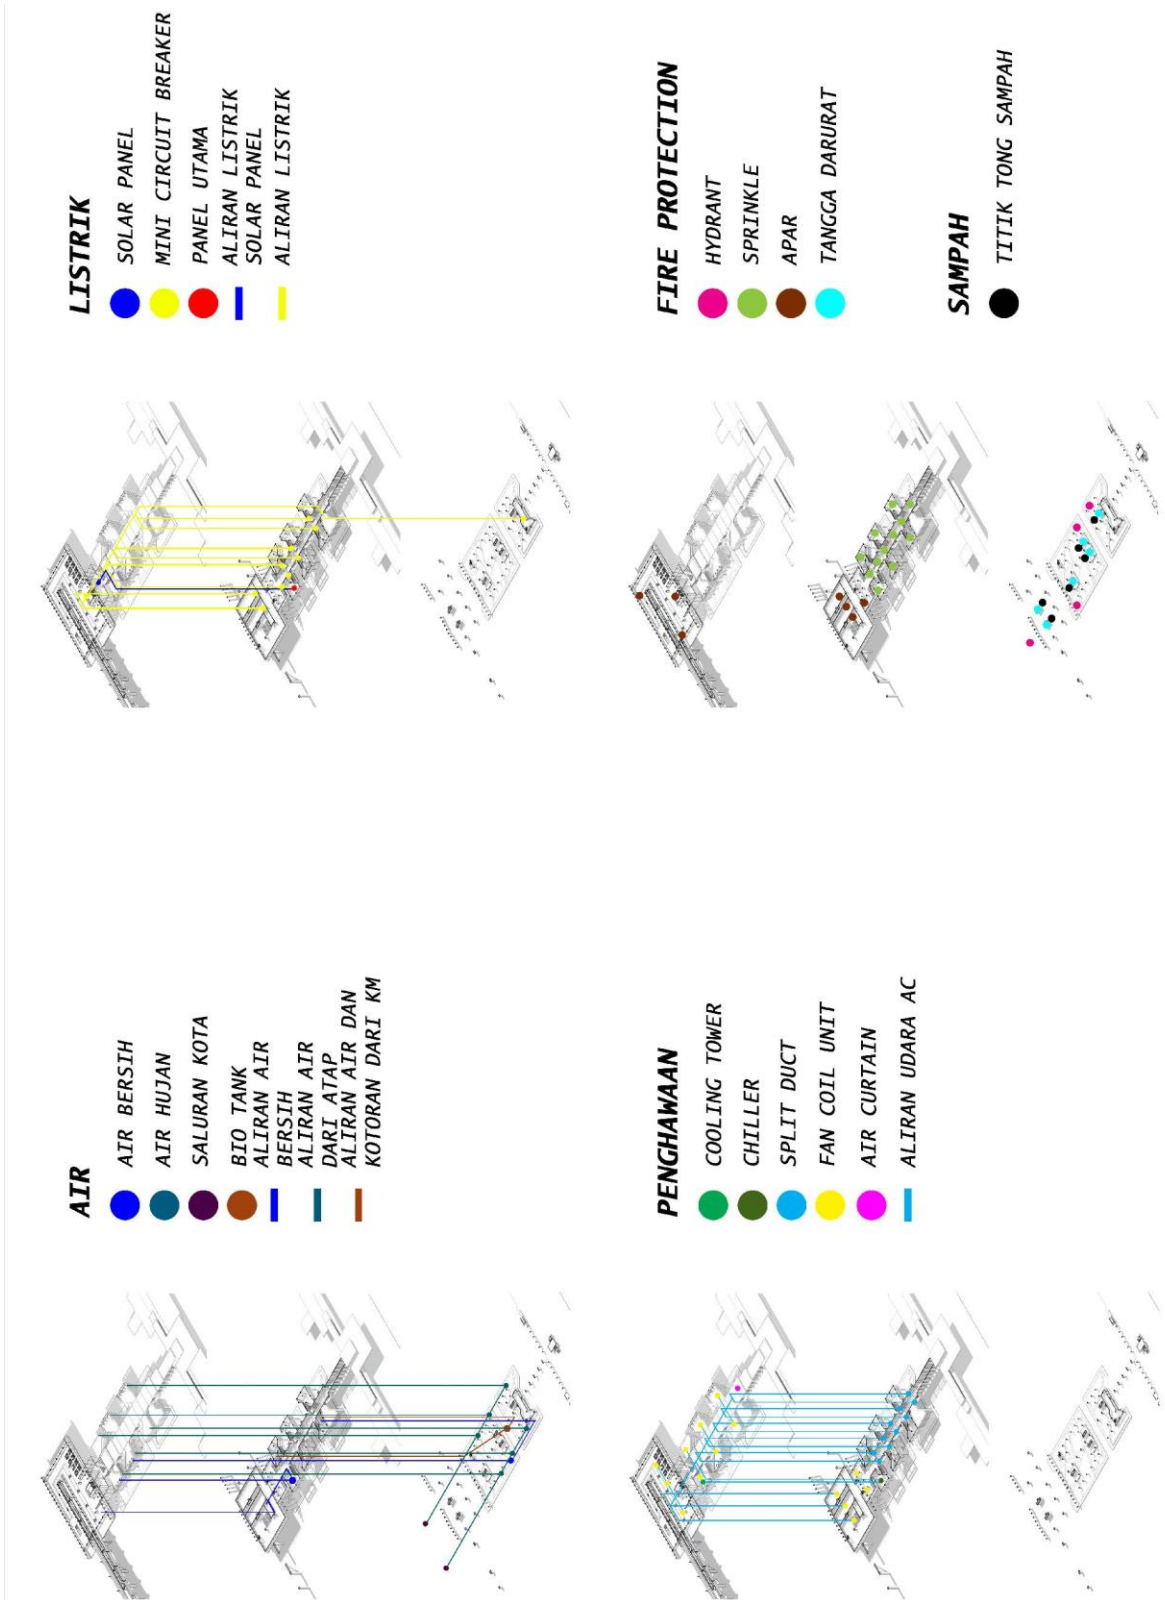 AIR
AIR BERSIH
AIR HUJAN
SALURAN KOTA
BIO TANK
ALIRAN AIR
BERSIH
ALIRAN AIR
DARI ATAP
ALIRAN AIR DAN
KOTORAN DARI KM
LISTRIK
SOLAR PANEL
MINI CIRCUIT BREAKER
PANEL UTAMA
ALIRAN LISTRIK
SOLAR PANEL
ALIRAN LISTRIK
PENGHAWAAN
COOLING TOWER
CHILLER
SPLIT DUCT
FAN COIL UNIT
AIR CURTAIN
ALIRAN UDARA AC
FIRE PROTECTION
HYDRANT
SPRINKLE
APAR
TANGGA DARURAT
SAMPAH
TITIK TONG SAMPAH